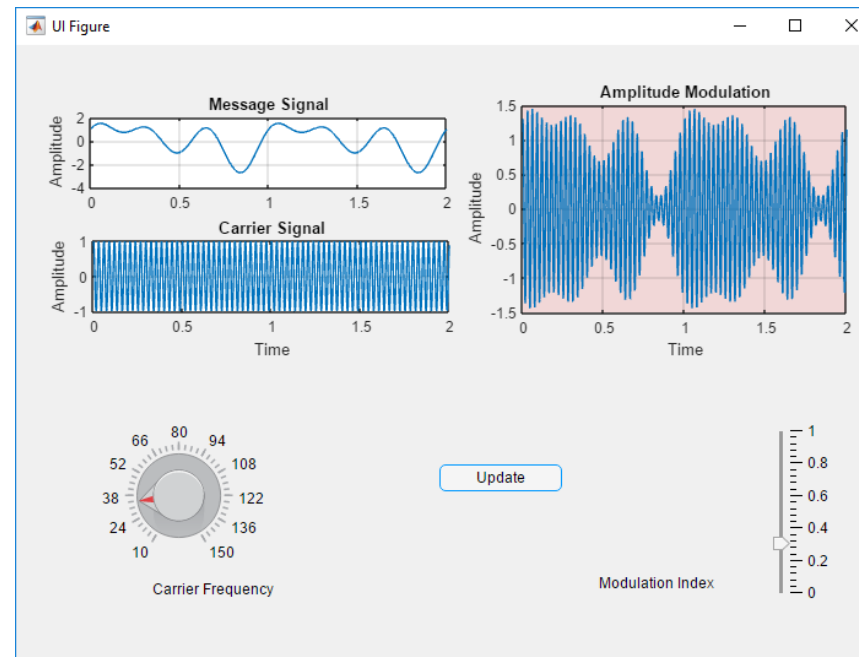 UI Figure
Message Signal
Amplitude
2
0
-2
-4
0 0.5 1 1.5 2
Carrier Signal
Amplitude
1
0
-1
0 0.5 1 1.5 2
Time
Amplitude Modulation
Amplitude
1.5
1
0.5
0
-0.5
-1
-1.5
0 0.5 1 1.5 2
Time
80
66 94
52 108
38 122
24 136
10 150
Carrier Frequency
Update
1
0.8
0.6
0.4
0.2
0
Modulation Index